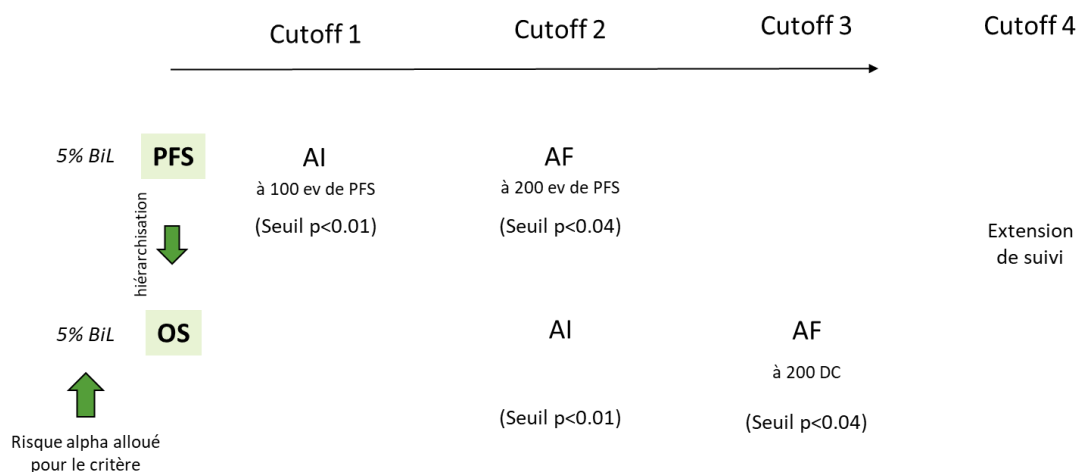 Cutoff 1
Cutoff 2
Cutoff 3
Cutoff 4
5% BiL
PFS
AI
à 100 ev de PFS
(Seuil p<0.01)
AF
à 200 ev de PFS
(Seuil p<0.04)
hiérarchisation
Extension
de suivi
5% BiL
OS
AI
(Seuil p<0.01)
AF
à 200 DC
(Seuil p<0.04)
Risque alpha alloué
pour le critère